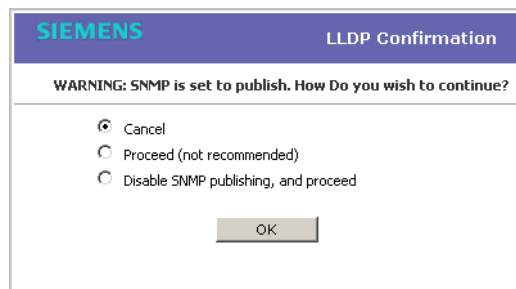 SIEMENS
LLDP Confirmation
WARNING: SNMP is set to publish. How Do you wish to continue?
Cancel
Proceed (not recommended)
Disable SNMP publishing, and proceed
OK